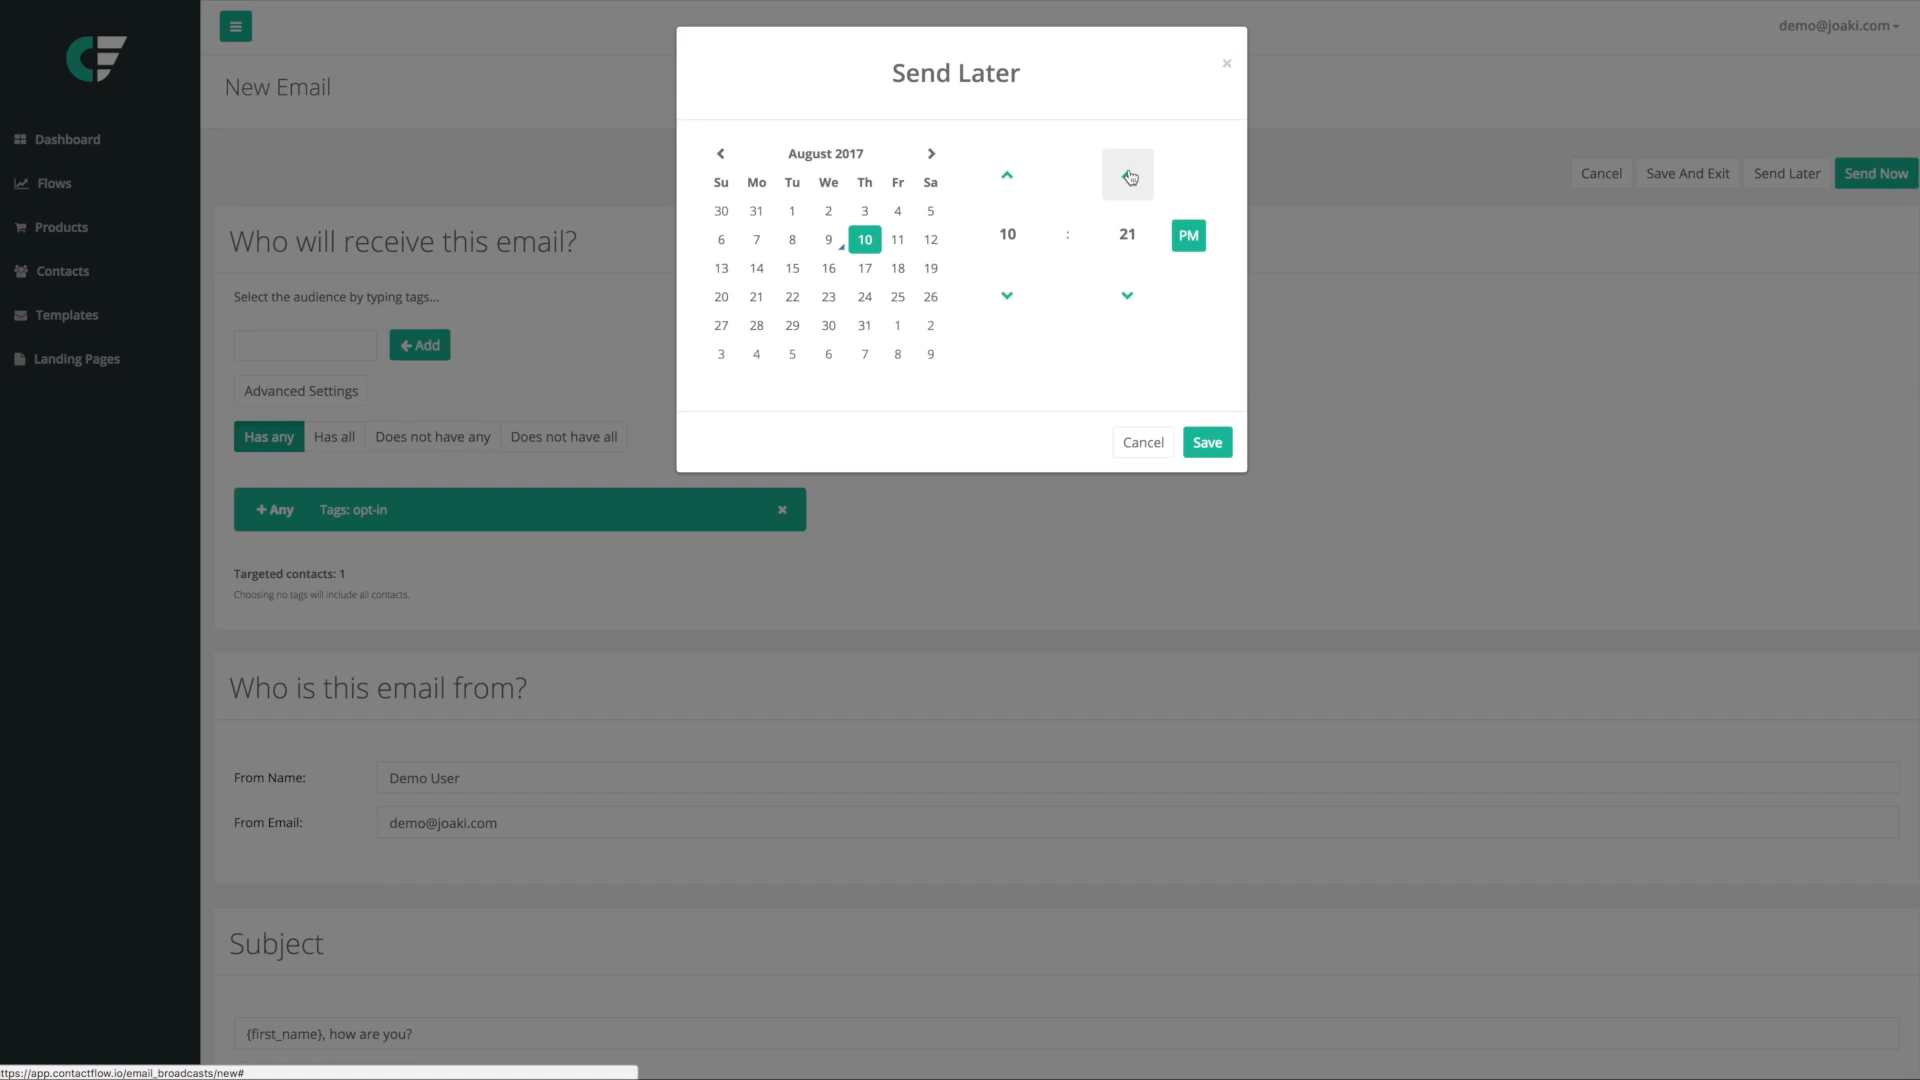 demo@joaki.com
New Email
Send Later
×
Dashboard
Flows
Products
Contacts
Templates
Landing Pages
Cancel
Save And Exit
Send Later
Send Now
August 2017
Su Mo Tu We Th Fr Sa
30 31 1 2 3 4 5
6 7 8 9 10 11 12
13 14 15 16 17 18 19
20 21 22 23 24 25 26
27 28 29 30 31 1 2
3 4 5 6 7 8 9
10 : 21 PM
Cancel
Save
Who will receive this email?
Select the audience by typing tags...
Add
Advanced Settings
Has any
Has all
Does not have any
Does not have all
+ Any Tags: opt-in ×
Targeted contacts: 1
Choosing no tags will include all contacts.
Who is this email from?
From Name: Demo User
From Email: demo@joaki.com
Subject
{first_name}, how are you?
ttps://app.contactflow.io/email_broadcasts/new#